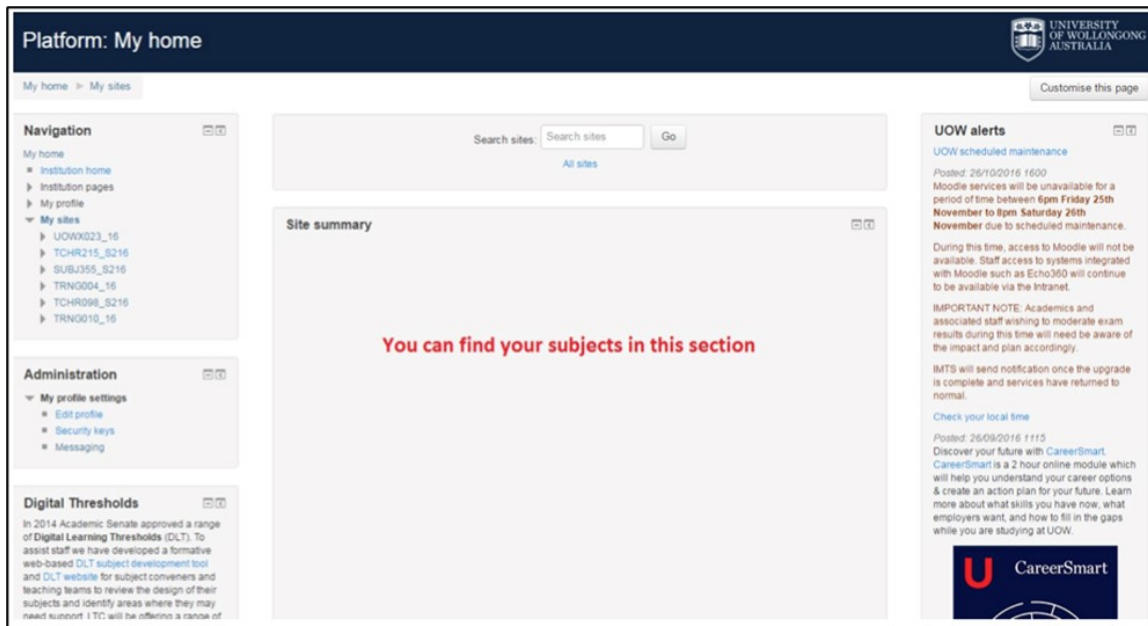 Platform: My home
UNIVERSITY
OF WOLLONGONG
AUSTRALIA
My home
My sites
Customise this page
Navigation
My home
Institution home
Institution pages
My profile
My sites
UOWX023_16
TCHR215_S216
SUBJ355_S216
TRNG004_16
TCHR098_S216
TRNG010_16
Administration
My profile settings
Edit profile
Security keys
Messaging
Digital Thresholds
In 2014 Academic Senate approved a range
of Digital Learning Thresholds (DLT). To
assist staff we have developed a formative
web-based DLT subject development tool
and DLT website for subject conveners and
teaching teams to review the design of their
subjects and identify areas where they may
need support. LTC will be offering a range of
Search sites: Search sites Go
All sites
Site summary
You can find your subjects in this section
UOW alerts
UOW scheduled maintenance
Posted: 26/10/2016 1600
Moodle services will be unavailable for a
period of time between 6pm Friday 25th
November to 8pm Saturday 26th
November due to scheduled maintenance.
During this time, access to Moodle will not be
available. Staff access to systems integrated
with Moodle such as Echo360 will continue
to be available via the Intranet.
IMPORTANT NOTE: Academics and
associated staff wishing to moderate exam
results during this time will need be aware of
the impact and plan accordingly.
IMTS will send notification once the upgrade
is complete and services have returned to
normal.
Check your local time
Posted: 26/09/2016 1115
Discover your future with CareerSmart.
CareerSmart is a 2 hour online module which
will help you understand your career options
& create an action plan for your future. Learn
more about what skills you have now, what
employers want, and how to fill in the gaps
while you are studying at UOW.
U CareerSmart